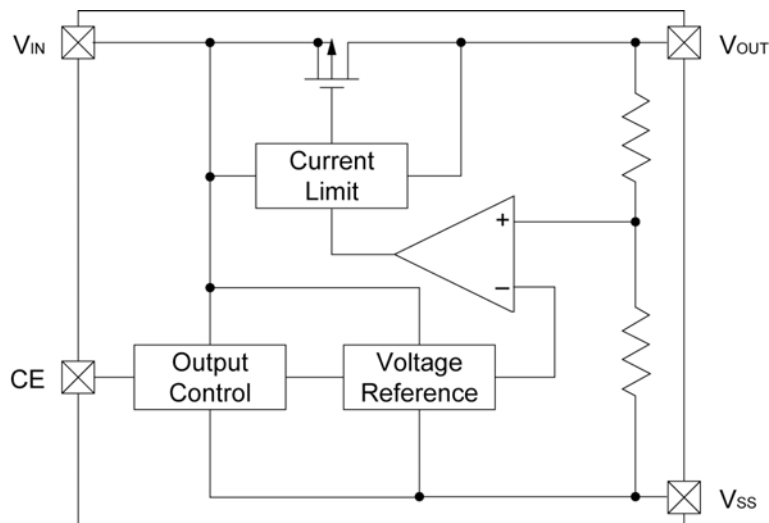 VIN
VOUT
Current
Limit
+
−
CE
Output
Control
Voltage
Reference
VSS